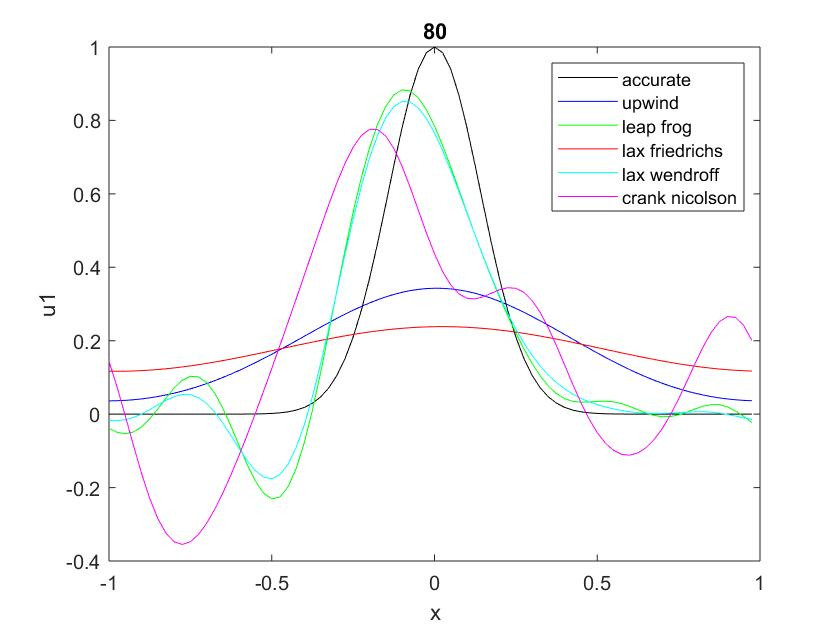 80
accurate
upwind
leap frog
lax friedrichs
lax wendroff
crank nicolson
1
0.8
0.6
0.4
0.2
0
-0.2
-0.4
u1
-1
-0.5
0
0.5
1
x